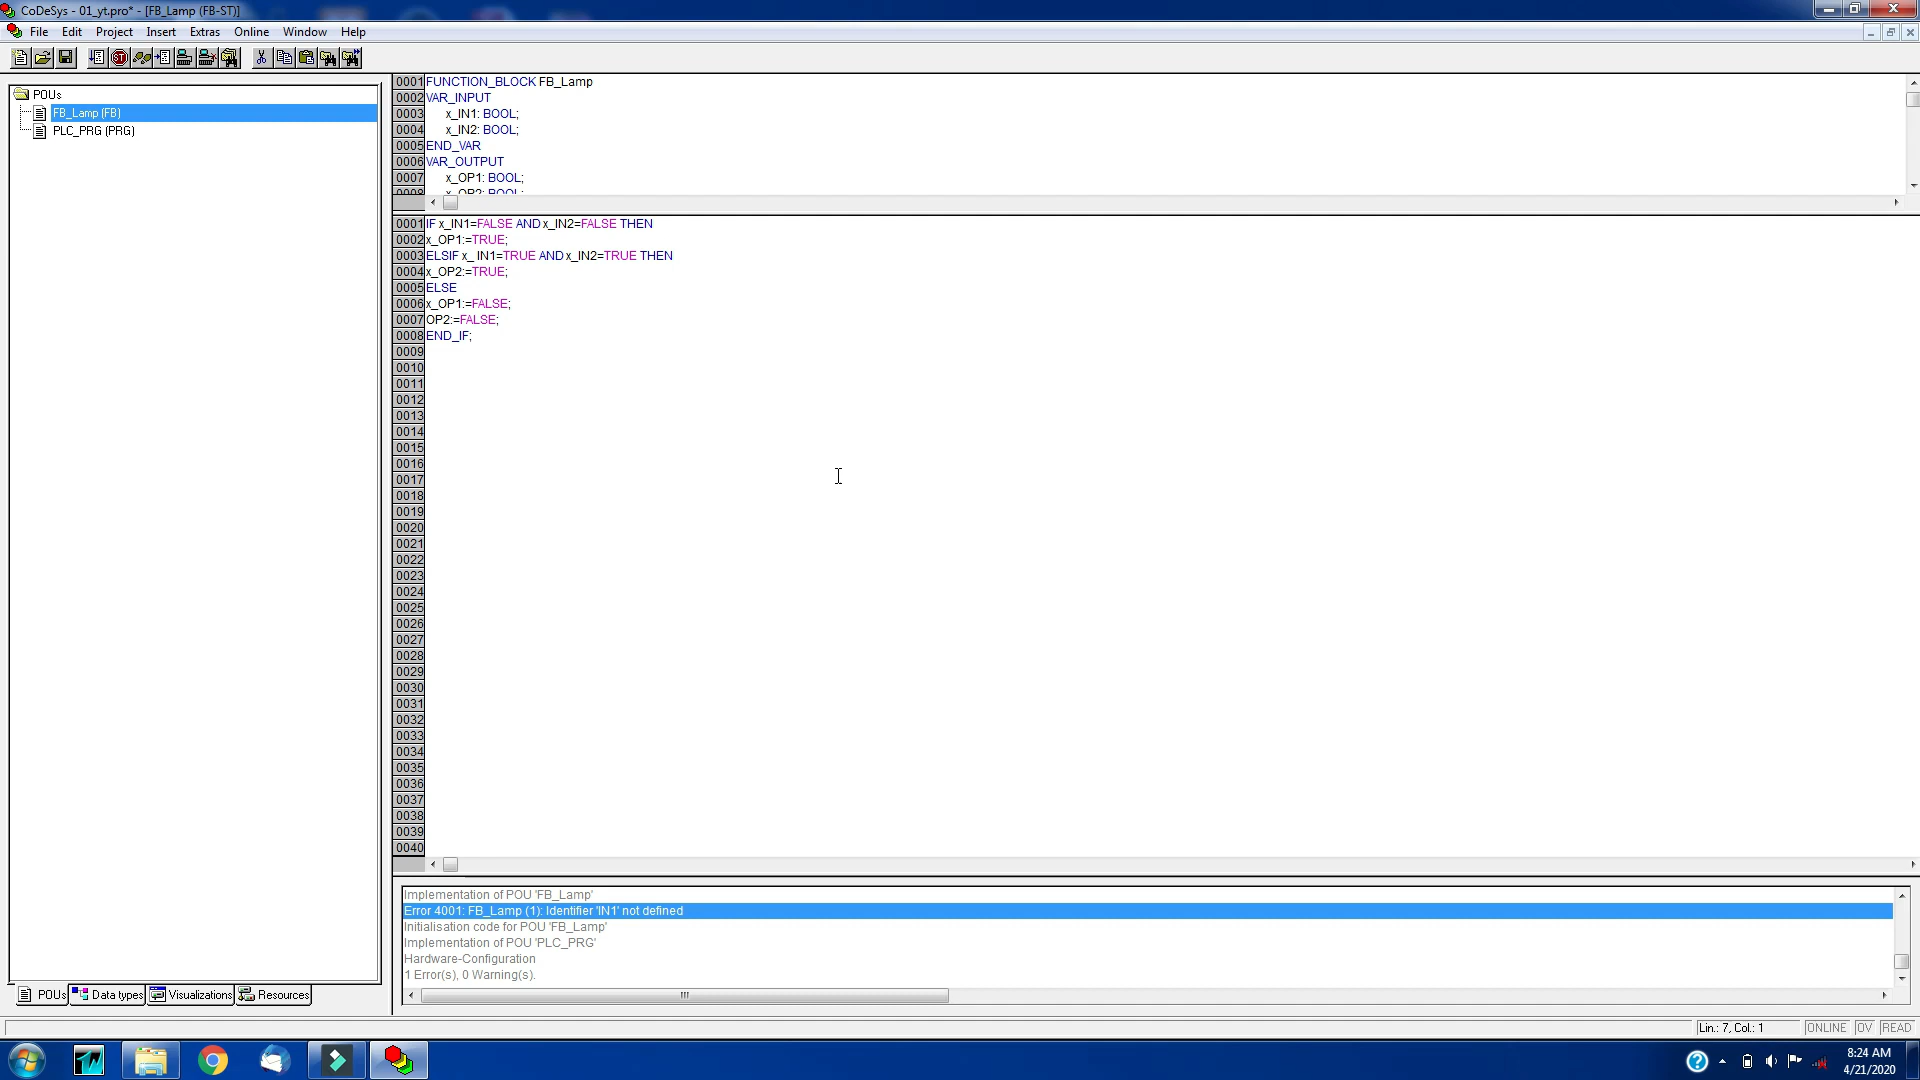 CoDeSys - 01_yt.pro* - [FB_Lamp (FB-ST)]
File Edit Project Insert Extras Online Window Help
POUs
FB_Lamp (FB)
PLC_PRG (PRG)
0001 FUNCTION_BLOCK FB_Lamp
0002 VAR_INPUT
0003 x_IN1: BOOL;
0004 x_IN2: BOOL;
0005 END_VAR
0006 VAR_OUTPUT
0007 x_OP1: BOOL;
0008 x_OP2: BOOL;
0001 IF x_IN1=FALSE AND x_IN2=FALSE THEN
0002 x_OP1:=TRUE;
0003 ELSIF x_ IN1=TRUE AND x_IN2=TRUE THEN
0004 x_OP2:=TRUE;
0005 ELSE
0006 x_OP1:=FALSE;
0007 OP2:=FALSE;
0008 END_IF;
0009
0010
0011
0012
0013
0014
0015
0016
0017
0018
0019
0020
0021
0022
0023
0024
0025
0026
0027
0028
0029
0030
0031
0032
0033
0034
0035
0036
0037
0038
0039
0040
Implementation of POU 'FB_Lamp'
Error 4001: FB_Lamp (1): Identifier 'IN1' not defined
Initialisation code for POU 'FB_Lamp'
Implementation of POU 'PLC_PRG'
Hardware-Configuration
1 Error(s), 0 Warning(s).
POUs Data types Visualizations Resources
Lin.: 7, Col.: 1 ONLINE OV READ
8:24 AM
4/21/2020